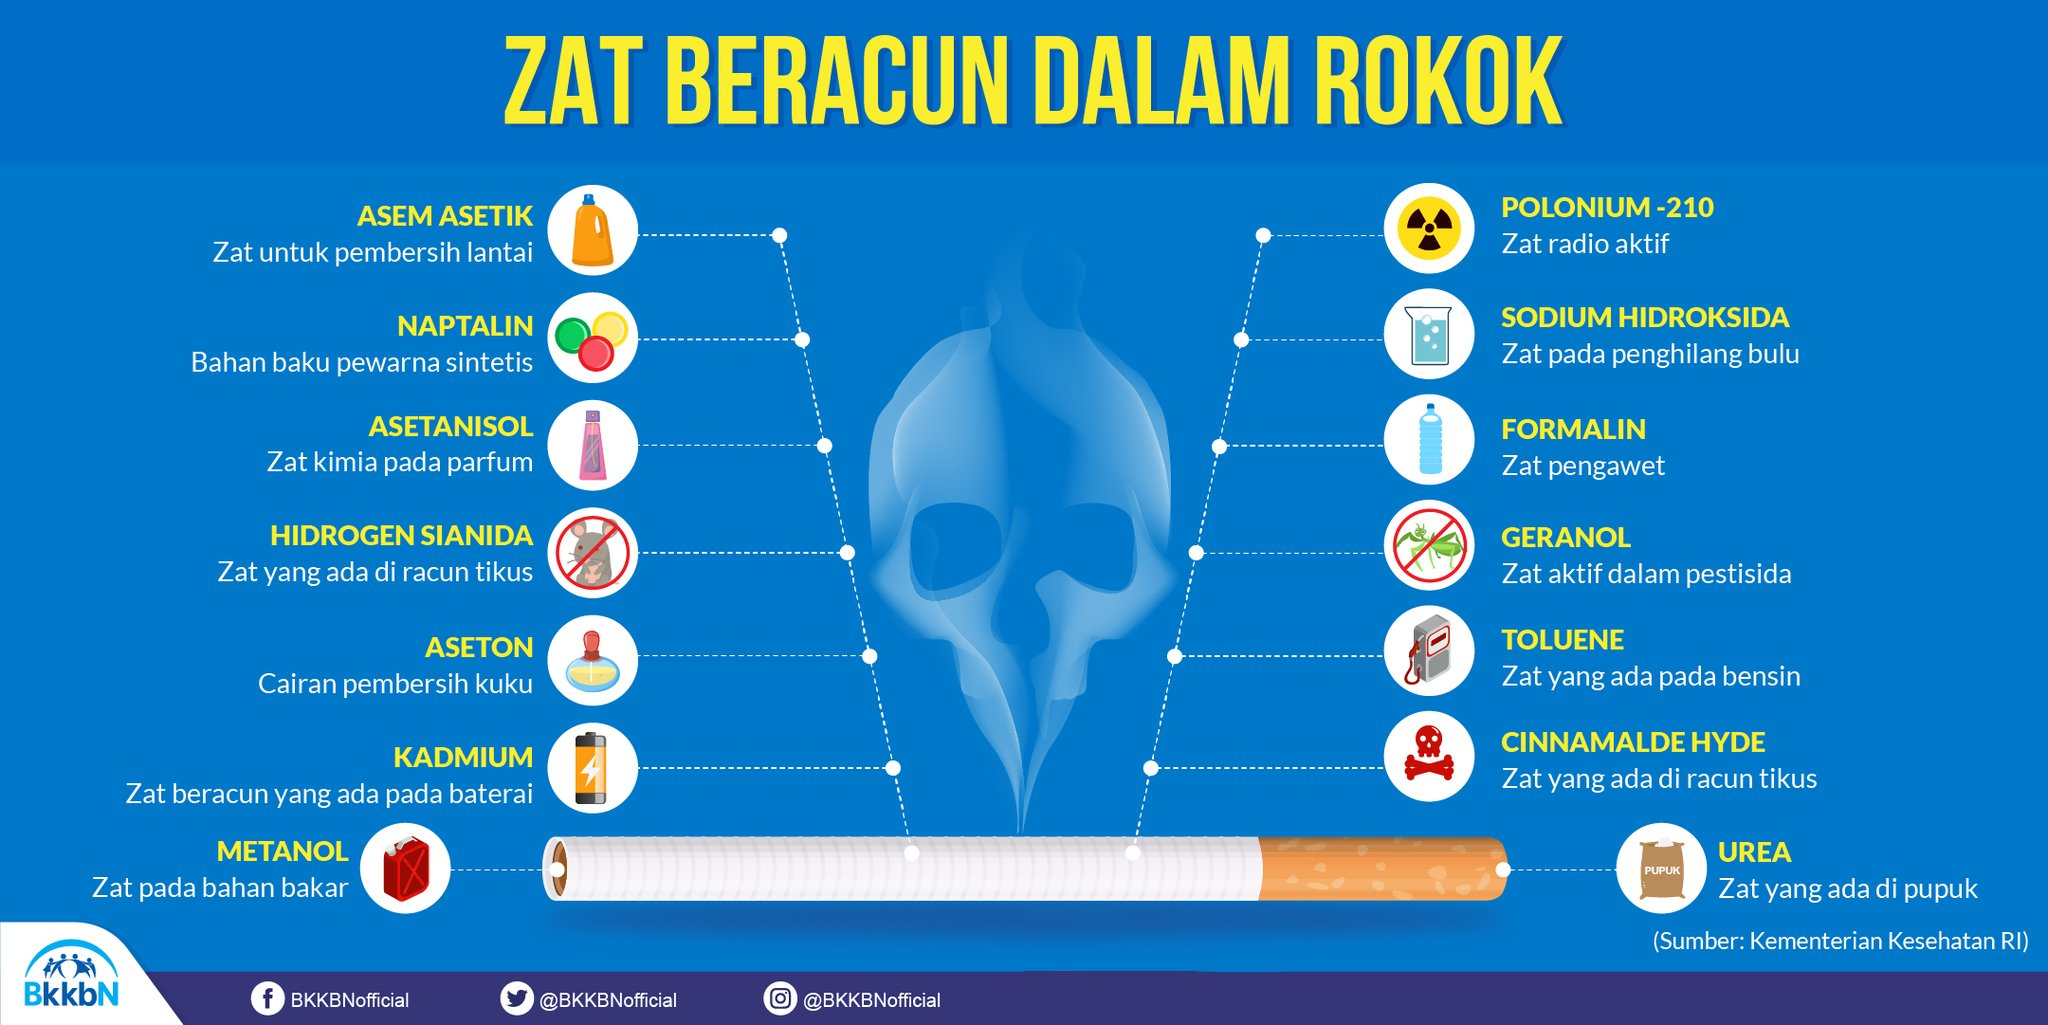 ZAT BERACUN DALAM ROKOK
ASEM ASETIK
Zat untuk pembersih lantai
NAPTALIN
Bahan baku pewarna sintetis
ASETANISOL
Zat kimia pada parfum
HIDROGEN SIANIDA
Zat yang ada di racun tikus
ASETON
Cairan pembersih kuku
KADMIUM
Zat beracun yang ada pada baterai
METANOL
Zat pada bahan bakar
POLONIUM -210
Zat radio aktif
SODIUM HIDROKSIDA
Zat pada penghilang bulu
FORMALIN
Zat pengawet
GERANOL
Zat aktif dalam pestisida
TOLUENE
Zat yang ada pada bensin
CINNAMALDE HYDE
Zat yang ada di racun tikus
PUPUK
UREA
Zat yang ada di pupuk
(Sumber: Kementerian Kesehatan RI)
BkkbN
BKKBNofficial
@BKKBNofficial
@BKKBNofficial